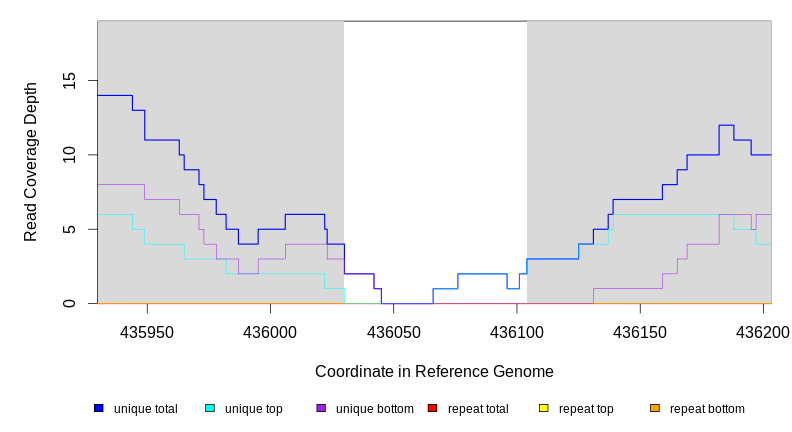 Read Coverage Depth
15
10
5
0
435950 436000 436050 436100 436150 436200
Coordinate in Reference Genome
unique total unique top unique bottom repeat total repeat top repeat bottom